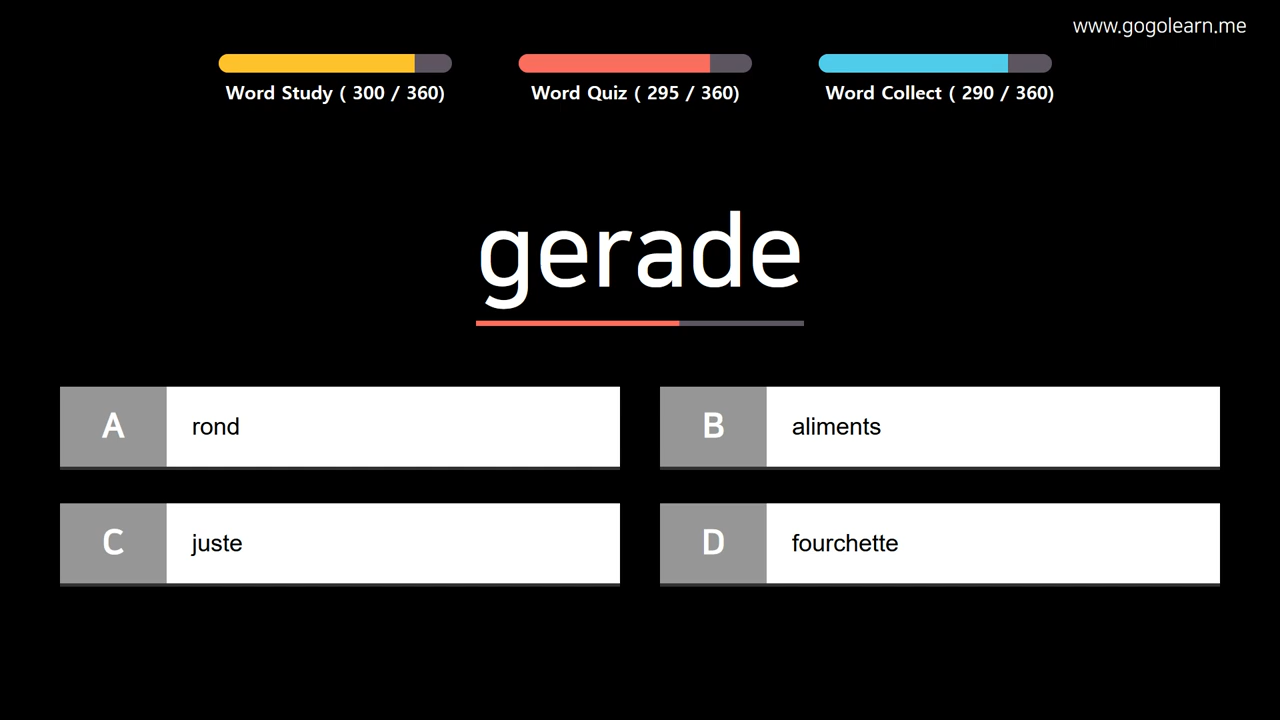 www.gogolearn.me
Word Study ( 300 / 360)
Word Quiz ( 295 / 360)
Word Collect ( 290 / 360)
gerade
A rond
B aliments
C juste
D fourchette